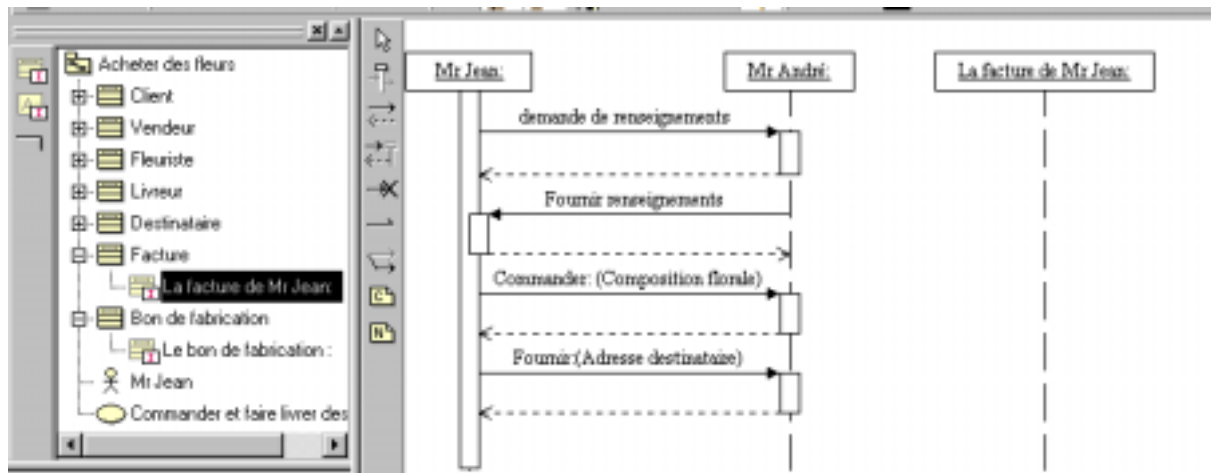 Acheter des fleurs
Client
Vendeur
Fleuriste
Livreur
Destinataire
Facture
La facture de Mr Jean:
Bon de fabrication
Le bon de fabrication :
Mr Jean
Commander et faire livrer des
C
N
Mr Jean:
Mr André:
La facture de Mr Jean:
demande de renseignements
Fournir renseignements
Commander: (Composition florale)
Fournir:(Adresse destinataire)